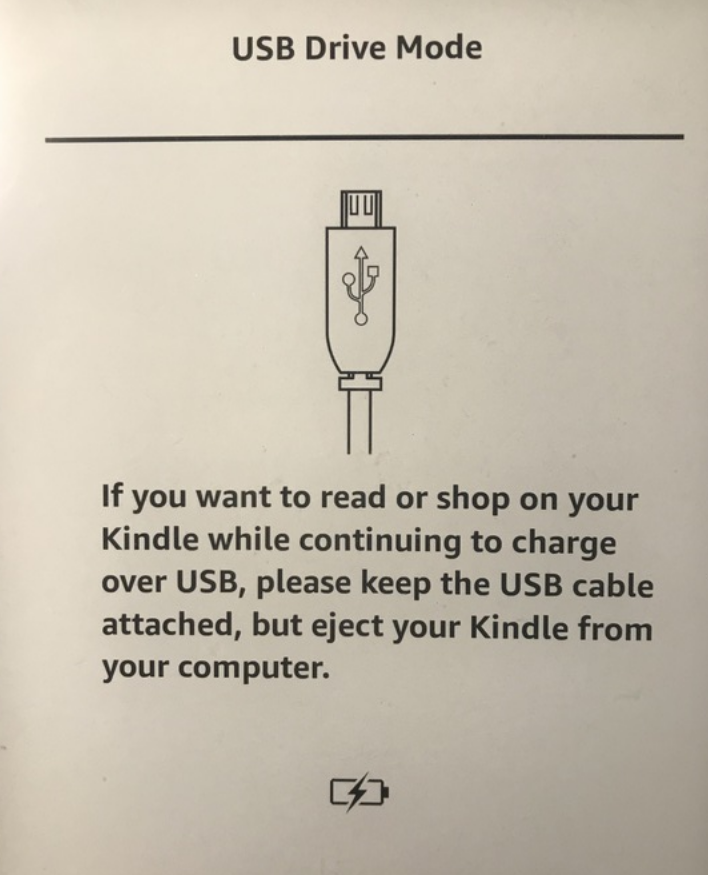 USB Drive Mode
If you want to read or shop on your
Kindle while continuing to charge
over USB, please keep the USB cable
attached, but eject your Kindle from
your computer.